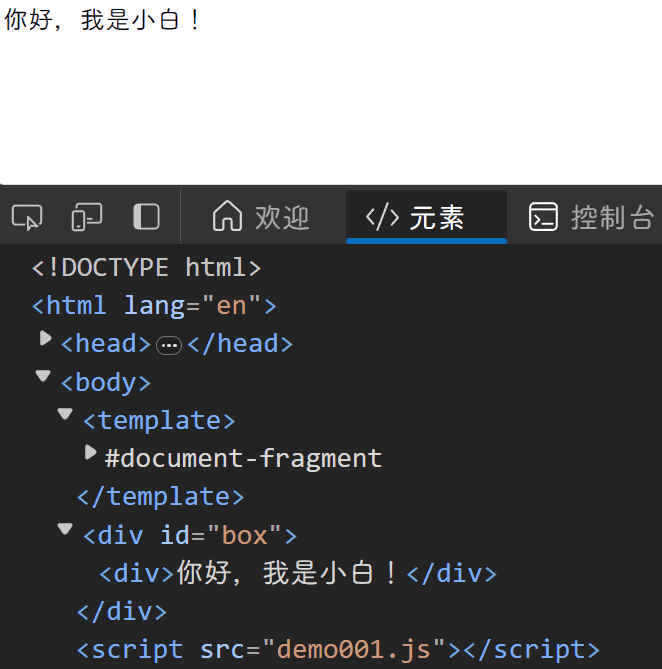 你好，我是小白！
欢迎 元素 控制台
<!DOCTYPE html>
<html lang="en">
<head>…</head>
<body>
<template>
#document-fragment
</template>
<div id="box">
<div>你好，我是小白！</div>
</div>
<script src="demo001.js"></script>